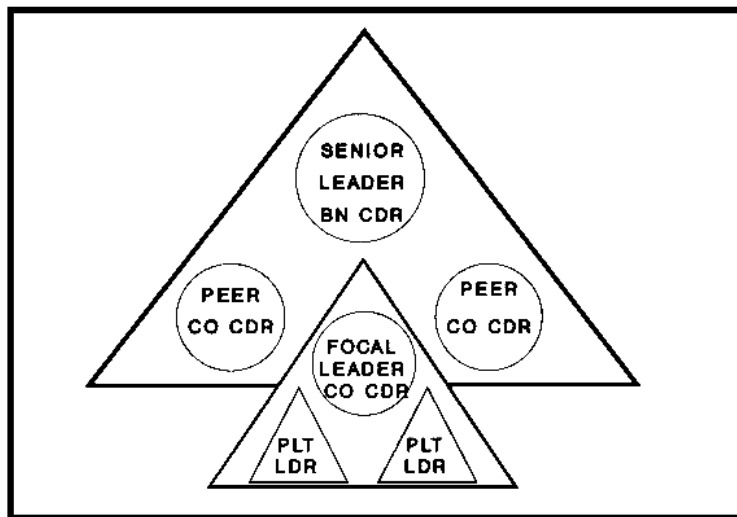 SENIOR
LEADER
BN CDR
PEER
CO CDR
PEER
CO CDR
FOCAL
LEADER
CO CDR
PLT
LDR
PLT
LDR